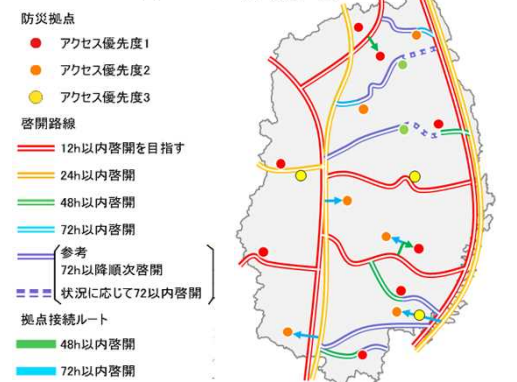 防災拠点
アクセス優先度1
アクセス優先度2
アクセス優先度3
啓開路線
12h以内啓開を目指す
24h以内啓開
48h以内啓開
72h以内啓開
参考
72h以降順次啓開
状況に応じて72以内啓開
拠点接続ルート
48h以内啓開
72h以内啓開